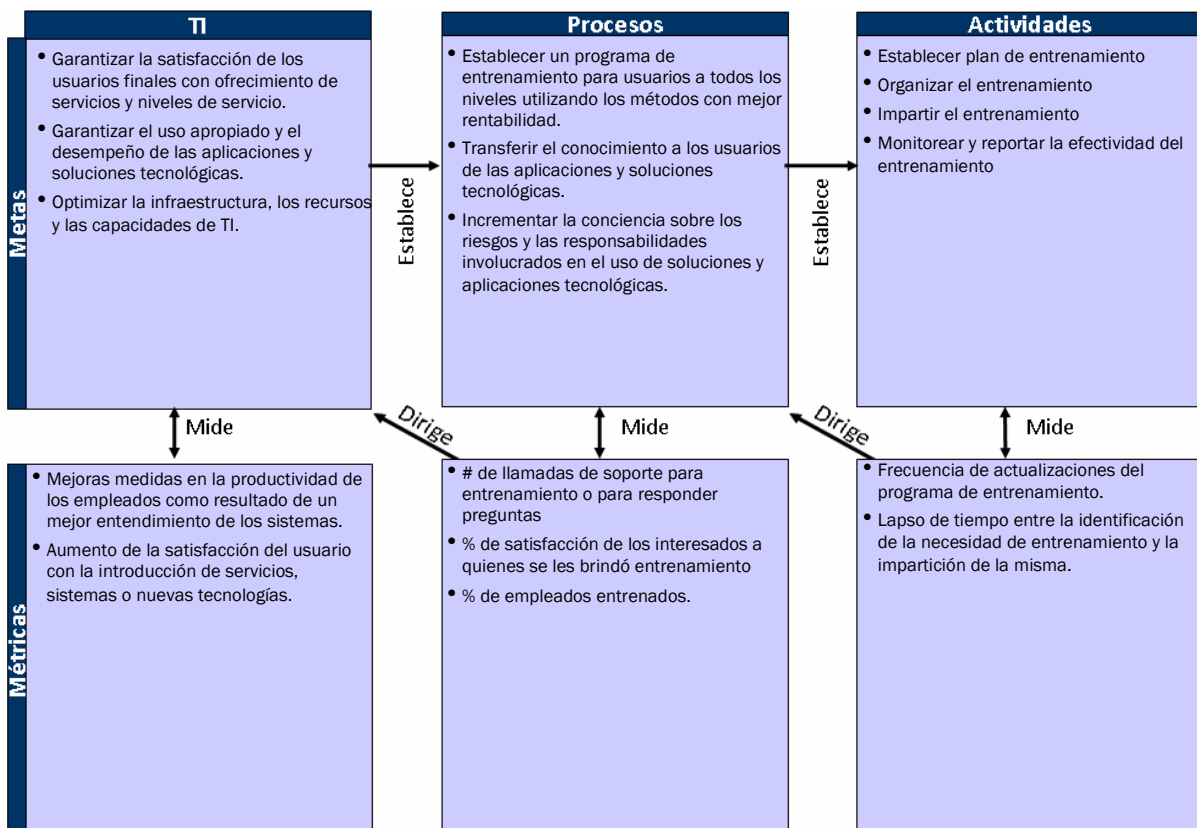 TI
Procesos
Actividades
Metas
• Garantizar la satisfacción de los
usuarios finales con ofrecimiento de
servicios y niveles de servicio.
• Garantizar el uso apropiado y el
desempeño de las aplicaciones y
soluciones tecnológicas.
• Optimizar la infraestructura, los recursos
y las capacidades de TI.
Establece
• Establecer un programa de
entrenamiento para usuarios a todos los
niveles utilizando los métodos con mejor
rentabilidad.
• Transferir el conocimiento a los usuarios
de las aplicaciones y soluciones
tecnológicas.
• Incrementar la conciencia sobre los
riesgos y las responsabilidades
involucrados en el uso de soluciones y
aplicaciones tecnológicas.
Establece
• Establecer plan de entrenamiento
• Organizar el entrenamiento
• Impartir el entrenamiento
• Monitorear y reportar la efectividad del
entrenamiento
Mide
Dirige
Mide
Dirige
Mide
Métricas
• Mejoras medidas en la productividad de
los empleados como resultado de un
mejor entendimiento de los sistemas.
• Aumento de la satisfacción del usuario
con la introducción de servicios,
sistemas o nuevas tecnologías.
• # de llamadas de soporte para
entrenamiento o para responder
preguntas
• % de satisfacción de los interesados a
quienes se les brindó entrenamiento
• % de empleados entrenados.
• Frecuencia de actualizaciones del
programa de entrenamiento.
• Lapso de tiempo entre la identificación
de la necesidad de entrenamiento y la
impartición de la misma.